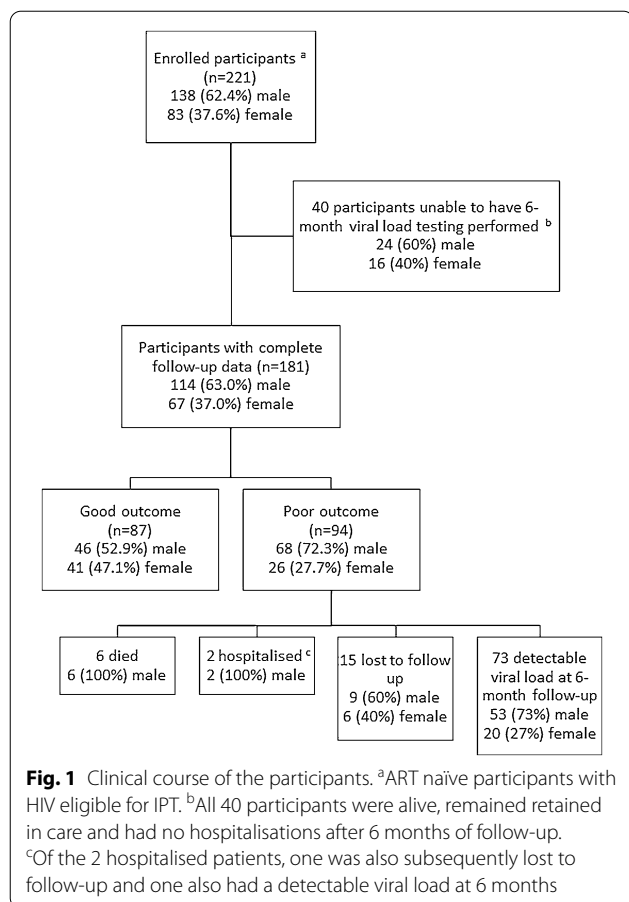 Enrolled participants a
(n=221)
138 (62.4%) male
83 (37.6%) female
40 participants unable to have 6-
month viral load testing performed b
24 (60%) male
16 (40%) female
Participants with complete
follow-up data (n=181)
114 (63.0%) male
67 (37.0%) female
Good outcome
(n=87)
46 (52.9%) male
41 (47.1%) female
Poor outcome
(n=94)
68 (72.3%) male
26 (27.7%) female
6 died
6 (100%) male
2 hospitalised c
2 (100%) male
15 lost to follow
up
9 (60%) male
6 (40%) female
73 detectable
viral load at 6-
month follow-up
53 (73%) male
20 (27%) female
Fig. 1 Clinical course of the participants. aART naïve participants with
HIV eligible for IPT. bAll 40 participants were alive, remained retained
in care and had no hospitalisations after 6 months of follow-up.
cOf the 2 hospitalised patients, one was also subsequently lost to
follow-up and one also had a detectable viral load at 6 months